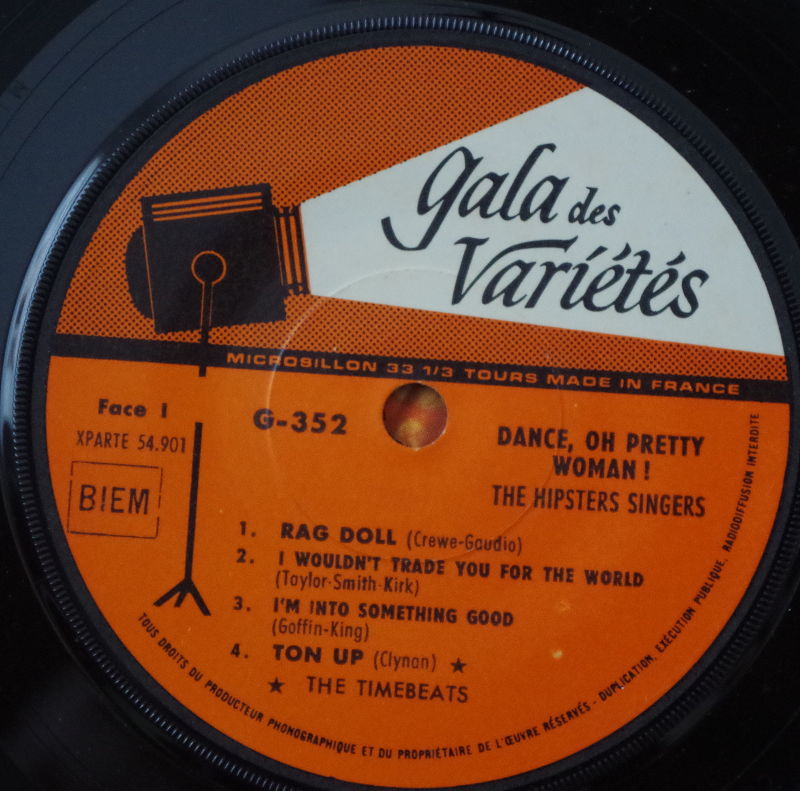 gala des
Variétés
MICROSILLON 33 1/3 TOURS MADE IN FRANCE
Face 1
XPARTE 54.901
BIEM
G-352
DANCE, OH PRETTY
WOMAN !
THE HIPSTERS SINGERS
1. RAG DOLL (Crewe-Gaudio)
2. I WOULDN'T TRADE YOU FOR THE WORLD
(Taylor-Smith-Kirk)
3. I'M INTO SOMETHING GOOD
(Goffin-King)
4. TON UP (Clynan) ★
★ THE TIMEBEATS
TOUS DROITS DU PRODUCTEUR PHONOGRAPHIQUE ET DU PROPRIÉTAIRE DE L'ŒUVRE RÉSERVÉS - DUPLICATION, EXÉCUTION PUBLIQUE, RADIODIFFUSION INTERDITE